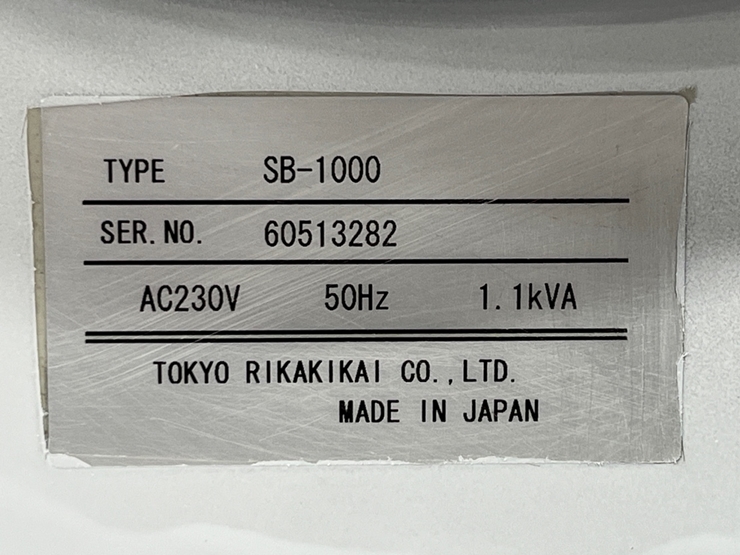 TYPE SB-1000
SER. NO. 60513282
AC230V 50Hz 1.1kVA
TOKYO RIKAKIKAI CO.,LTD.
MADE IN JAPAN